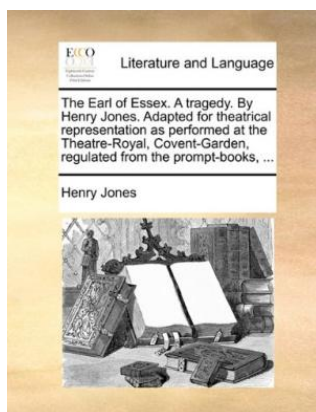 ECCO
Literature and Language
The Earl of Essex. A tragedy. By
Henry Jones. Adapted for theatrical
representation as performed at the
Theatre-Royal, Covent-Garden,
regulated from the prompt-books, ...
Henry Jones